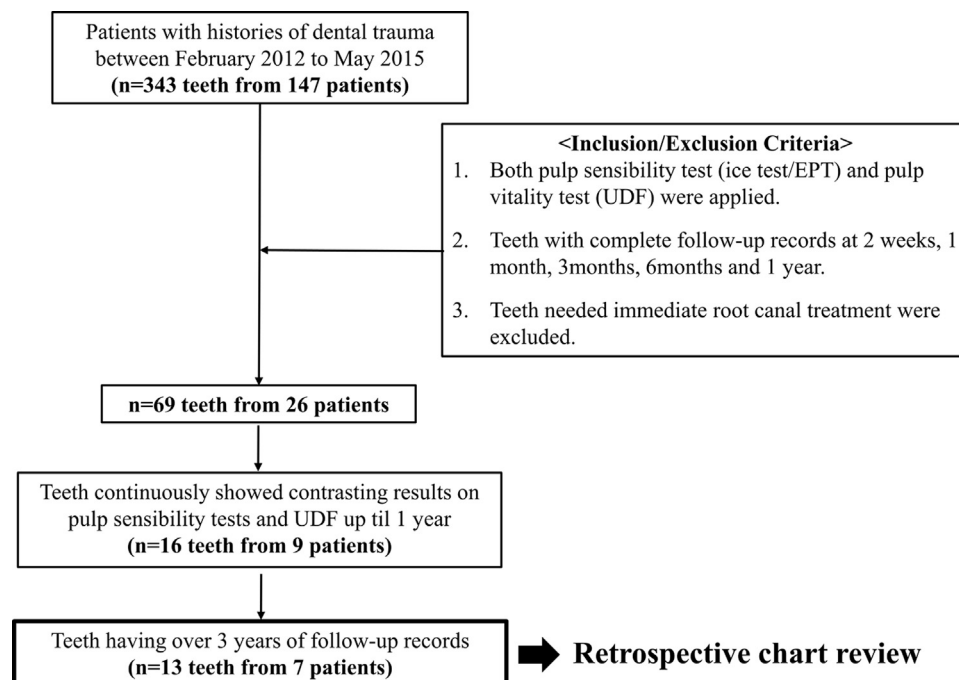 Patients with histories of dental trauma
between February 2012 to May 2015
(n=343 teeth from 147 patients)
<Inclusion/Exclusion Criteria>
1. Both pulp sensibility test (ice test/EPT) and pulp
vitality test (UDF) were applied.
2. Teeth with complete follow-up records at 2 weeks, 1
month, 3months, 6months and 1 year.
3. Teeth needed immediate root canal treatment were
excluded.
n=69 teeth from 26 patients
Teeth continuously showed contrasting results on
pulp sensibility tests and UDF up til 1 year
(n=16 teeth from 9 patients)
Teeth having over 3 years of follow-up records
(n=13 teeth from 7 patients)
Retrospective chart review